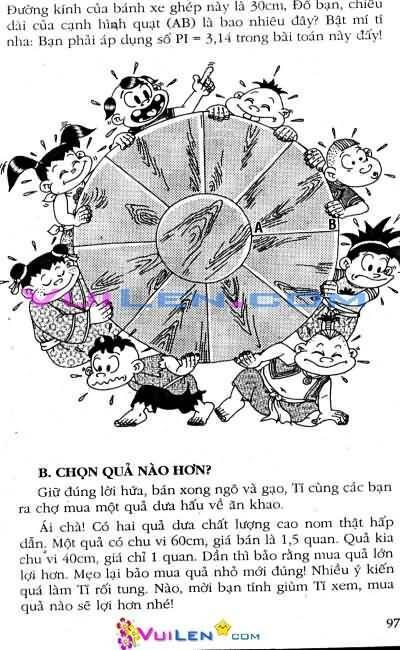 Đường kính của bánh xe ghép này là 30cm, Đố bạn, chiều
dài của cạnh hình quạt (AB) là bao nhiêu đây? Bật mí tí
nha: Bạn phải áp dụng số PI = 3,14 trong bài toán này đấy!
A B
VUILEN.COM
B. CHỌN QUẢ NÀO HƠN?
Giữ đúng lời hứa, bán xong ngô và gạo, Tí cùng các bạn
ra chợ mua một quả dưa hấu về ăn khao.
Ái chà! Có hai quả dưa chất lượng cao nom thật hấp
dẫn. Một quả có chu vi 60cm, giá bán là 1,5 quan. Quả kia
chu vi 40cm, giá chỉ 1 quan. Dần thì bảo rằng mua quả lớn
lợi hơn. Mẹo lại bảo mua quả nhỏ mới đúng! Nhiều ý kiến
quá làm Tí rối tung. Nào, mời bạn tính giùm Tí xem, mua
quả nào sẽ lợi hơn nhé!
97
VUILEN.COM